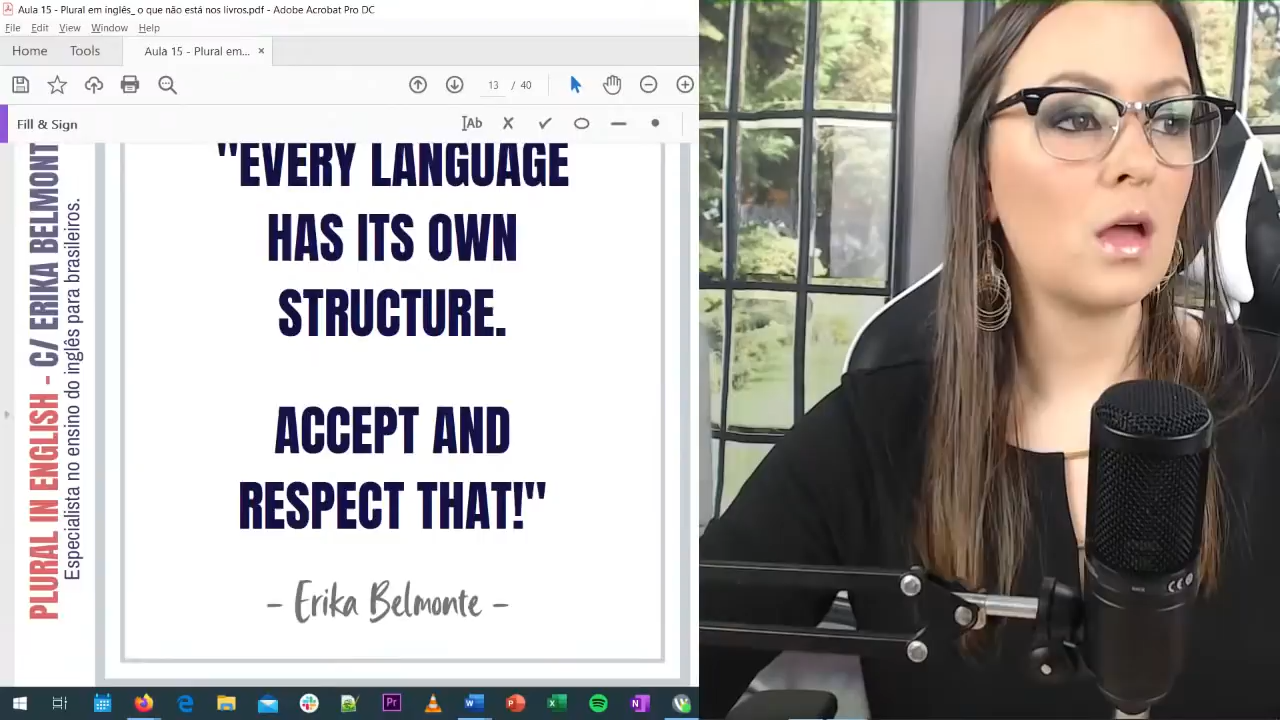 Aula 15 - Plural em inglês_ o que não está nos livros.pdf - Adobe Acrobat Pro DC
File Edit View Window Help
Home Tools Aula 15 - Plural em... ×
13 / 40
Fill & Sign
IAb
PLURAL IN ENGLISH - C/ ERIKA BELMONT
Especialista no ensino do inglês para brasileiros.
"EVERY LANGUAGE
HAS ITS OWN
STRUCTURE.
ACCEPT AND
RESPECT THAT!"
- Erika Belmonte -